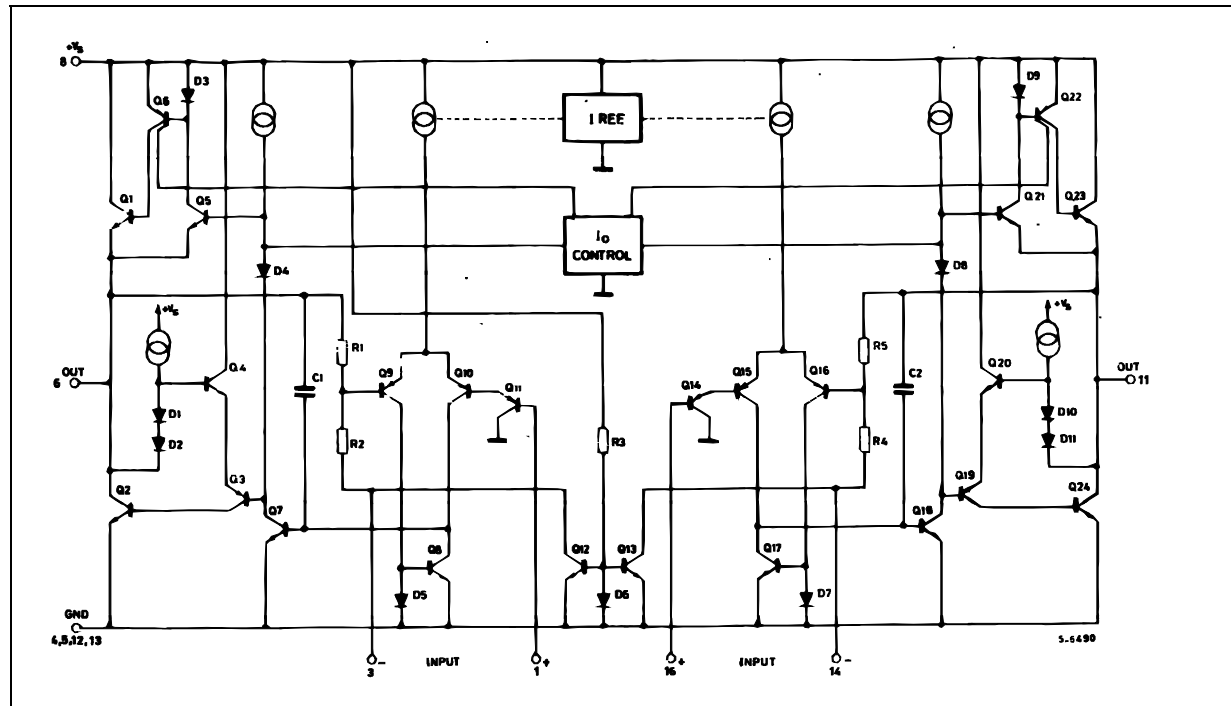 +Vs
8
D3
D9
Q6
Q22
I REE
Q1
Q5
Q21
Q23
Io
CONTROL
D4
D8
+Vs
+Vs
R1
R5
Q4
Q9
Q10
Q11
Q14
Q15
Q16
C2
Q20
OUT
6
C1
OUT
11
D1
D10
D2
R2
R3
R4
D11
Q2
Q3
Q7
Q8
Q12
Q13
Q17
Q18
Q19
Q24
D5
D6
D7
GND
4,5,12,13
S-6490
- INPUT + + INPUT -
3 1 16 14